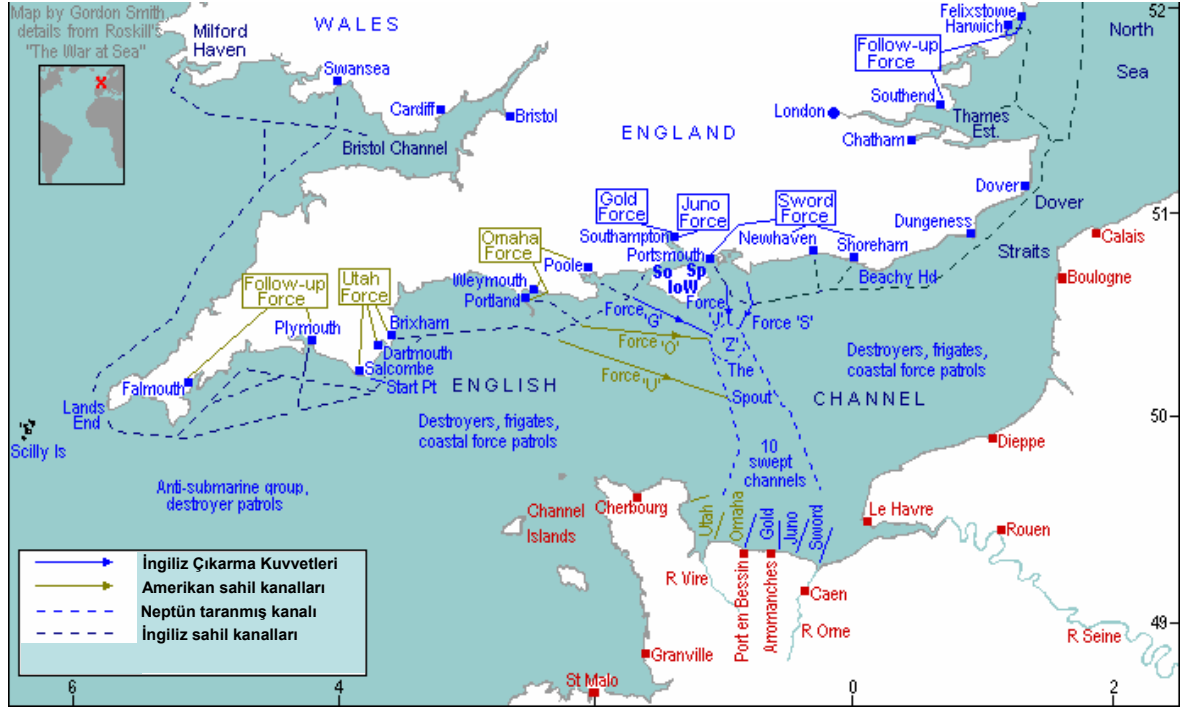 Map by Gordon Smith,
details from Roskill's
"The War at Sea"
Milford
Haven
WALES
Swansea
Cardiff
Bristol
Bristol Channel
ENGLAND
London
Felixstowe
Harwich
Follow-up
Force
Southend
Thames
Est.
Chatham
North
Sea
52
Dover
Dover
Straits
Dungeness
51
Calais
Boulogne
Gold
Force
Juno
Force
Sword
Force
Southampton
Portsmouth
Newhaven
Shoreham
Beachy Hd
So Sp
IoW
Omaha
Force
Poole
Weymouth
Portland
Follow-up
Force
Utah
Force
Plymouth
Brixham
Dartmouth
Salcombe
Start Pt
Falmouth
Lands
End
Scilly Is
Force 'G'
Force
'J'
Force 'S'
Force 'O'
'Z'
Force 'U'
The
Spout
ENGLISH
CHANNEL
Destroyers, frigates,
coastal force patrols
Destroyers, frigates,
coastal force patrols
10
swept
channels
50
Dieppe
Anti-submarine group,
destroyer patrols
Channel
Islands
Cherbourg
Utah
Omaha
Gold
Juno
Sword
Le Havre
Rouen
R Vire
Port en Bessin
Arromanches
Caen
R Orne
R Seine
49
Granville
St Malo
İngiliz Çıkarma Kuvvetleri
Amerikan sahil kanalları
Neptün taranmış kanalı
İngiliz sahil kanalları
6
4
0
2